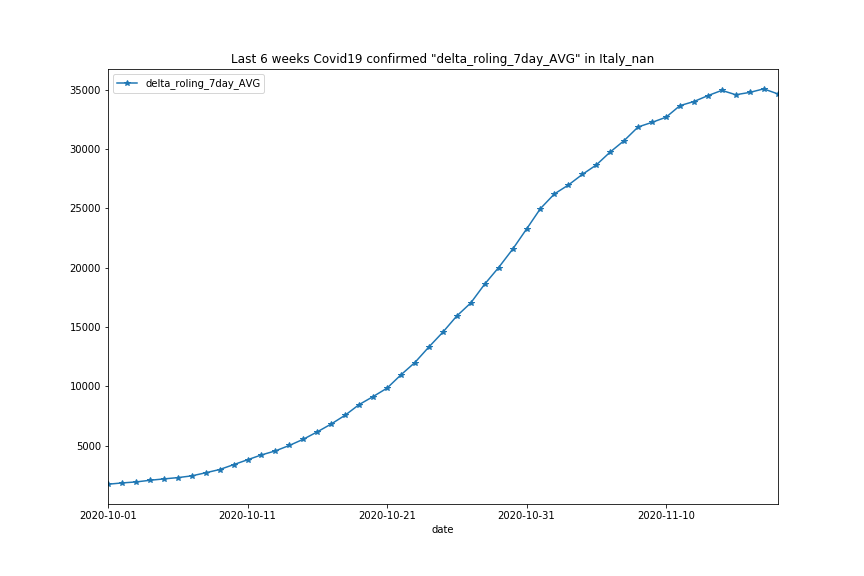 Last 6 weeks Covid19 confirmed "delta_roling_7day_AVG" in Italy_nan
delta_roling_7day_AVG
35000
30000
25000
20000
15000
10000
5000
2020-10-01 2020-10-11 2020-10-21 2020-10-31 2020-11-10
date